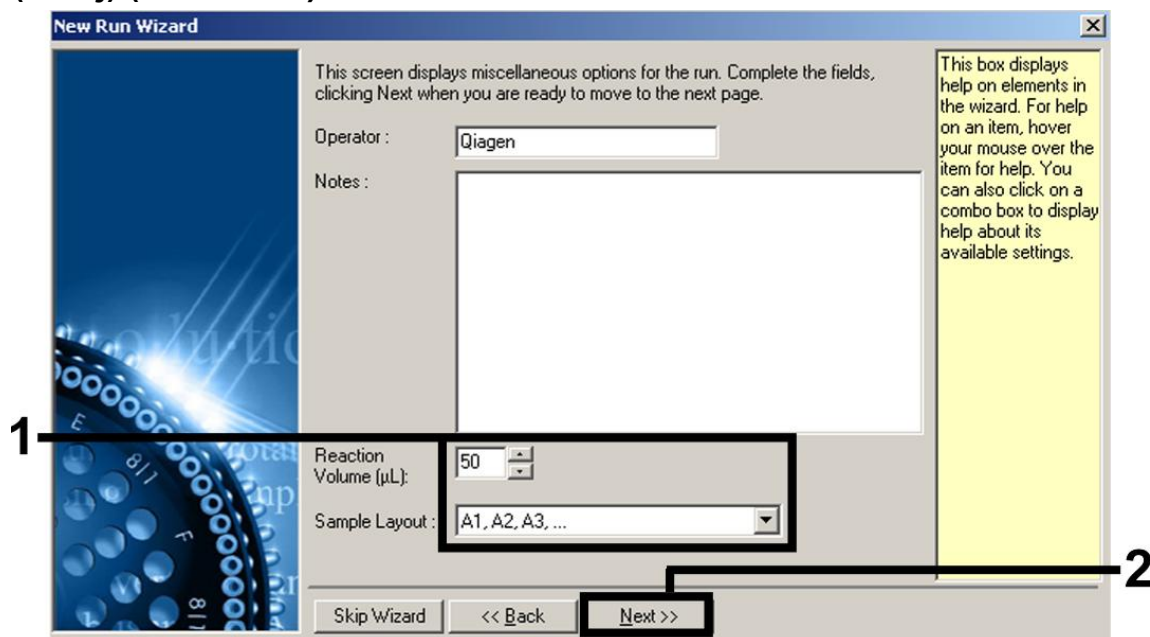 New Run Wizard
This screen displays miscellaneous options for the run. Complete the fields,
clicking Next when you are ready to move to the next page.
Operator :
Qiagen
Notes :
Reaction
Volume (µL):
50
Sample Layout :
A1, A2, A3, ...
Skip Wizard
<< Back
Next >>
This box displays
help on elements in
the wizard. For help
on an item, hover
your mouse over the
item for help. You
can also click on a
combo box to display
help about its
available settings.
1
2
E
8/1
F
8/1